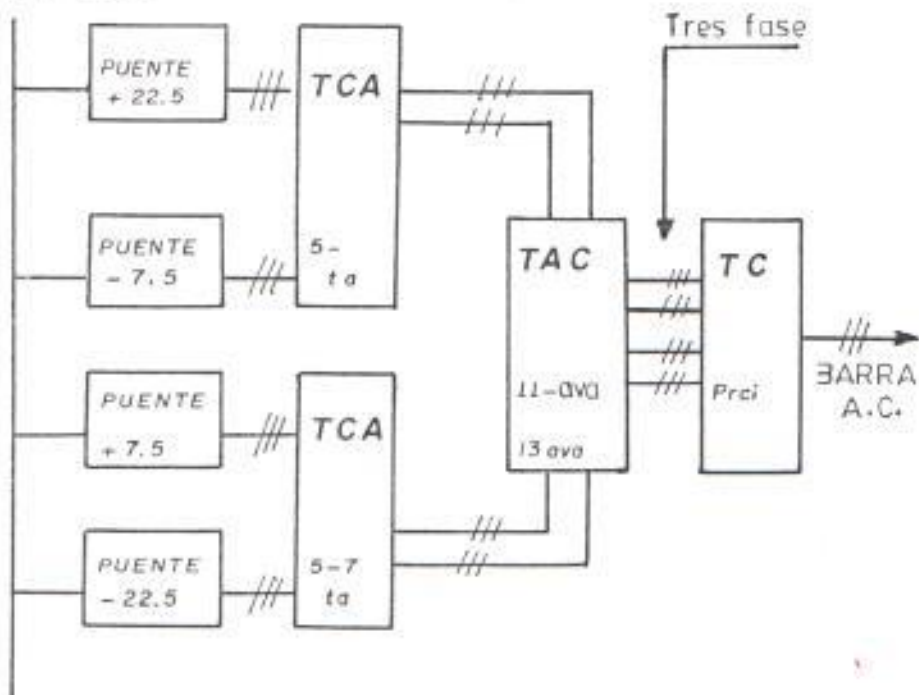 Tres fase
PUENTE
+ 22.5
TCA
5-
ta
PUENTE
- 7.5
TAC
11-ava
13 ava
TC
Prci
BARRA
A.C.
PUENTE
+ 7.5
TCA
5-7
ta
PUENTE
- 22.5